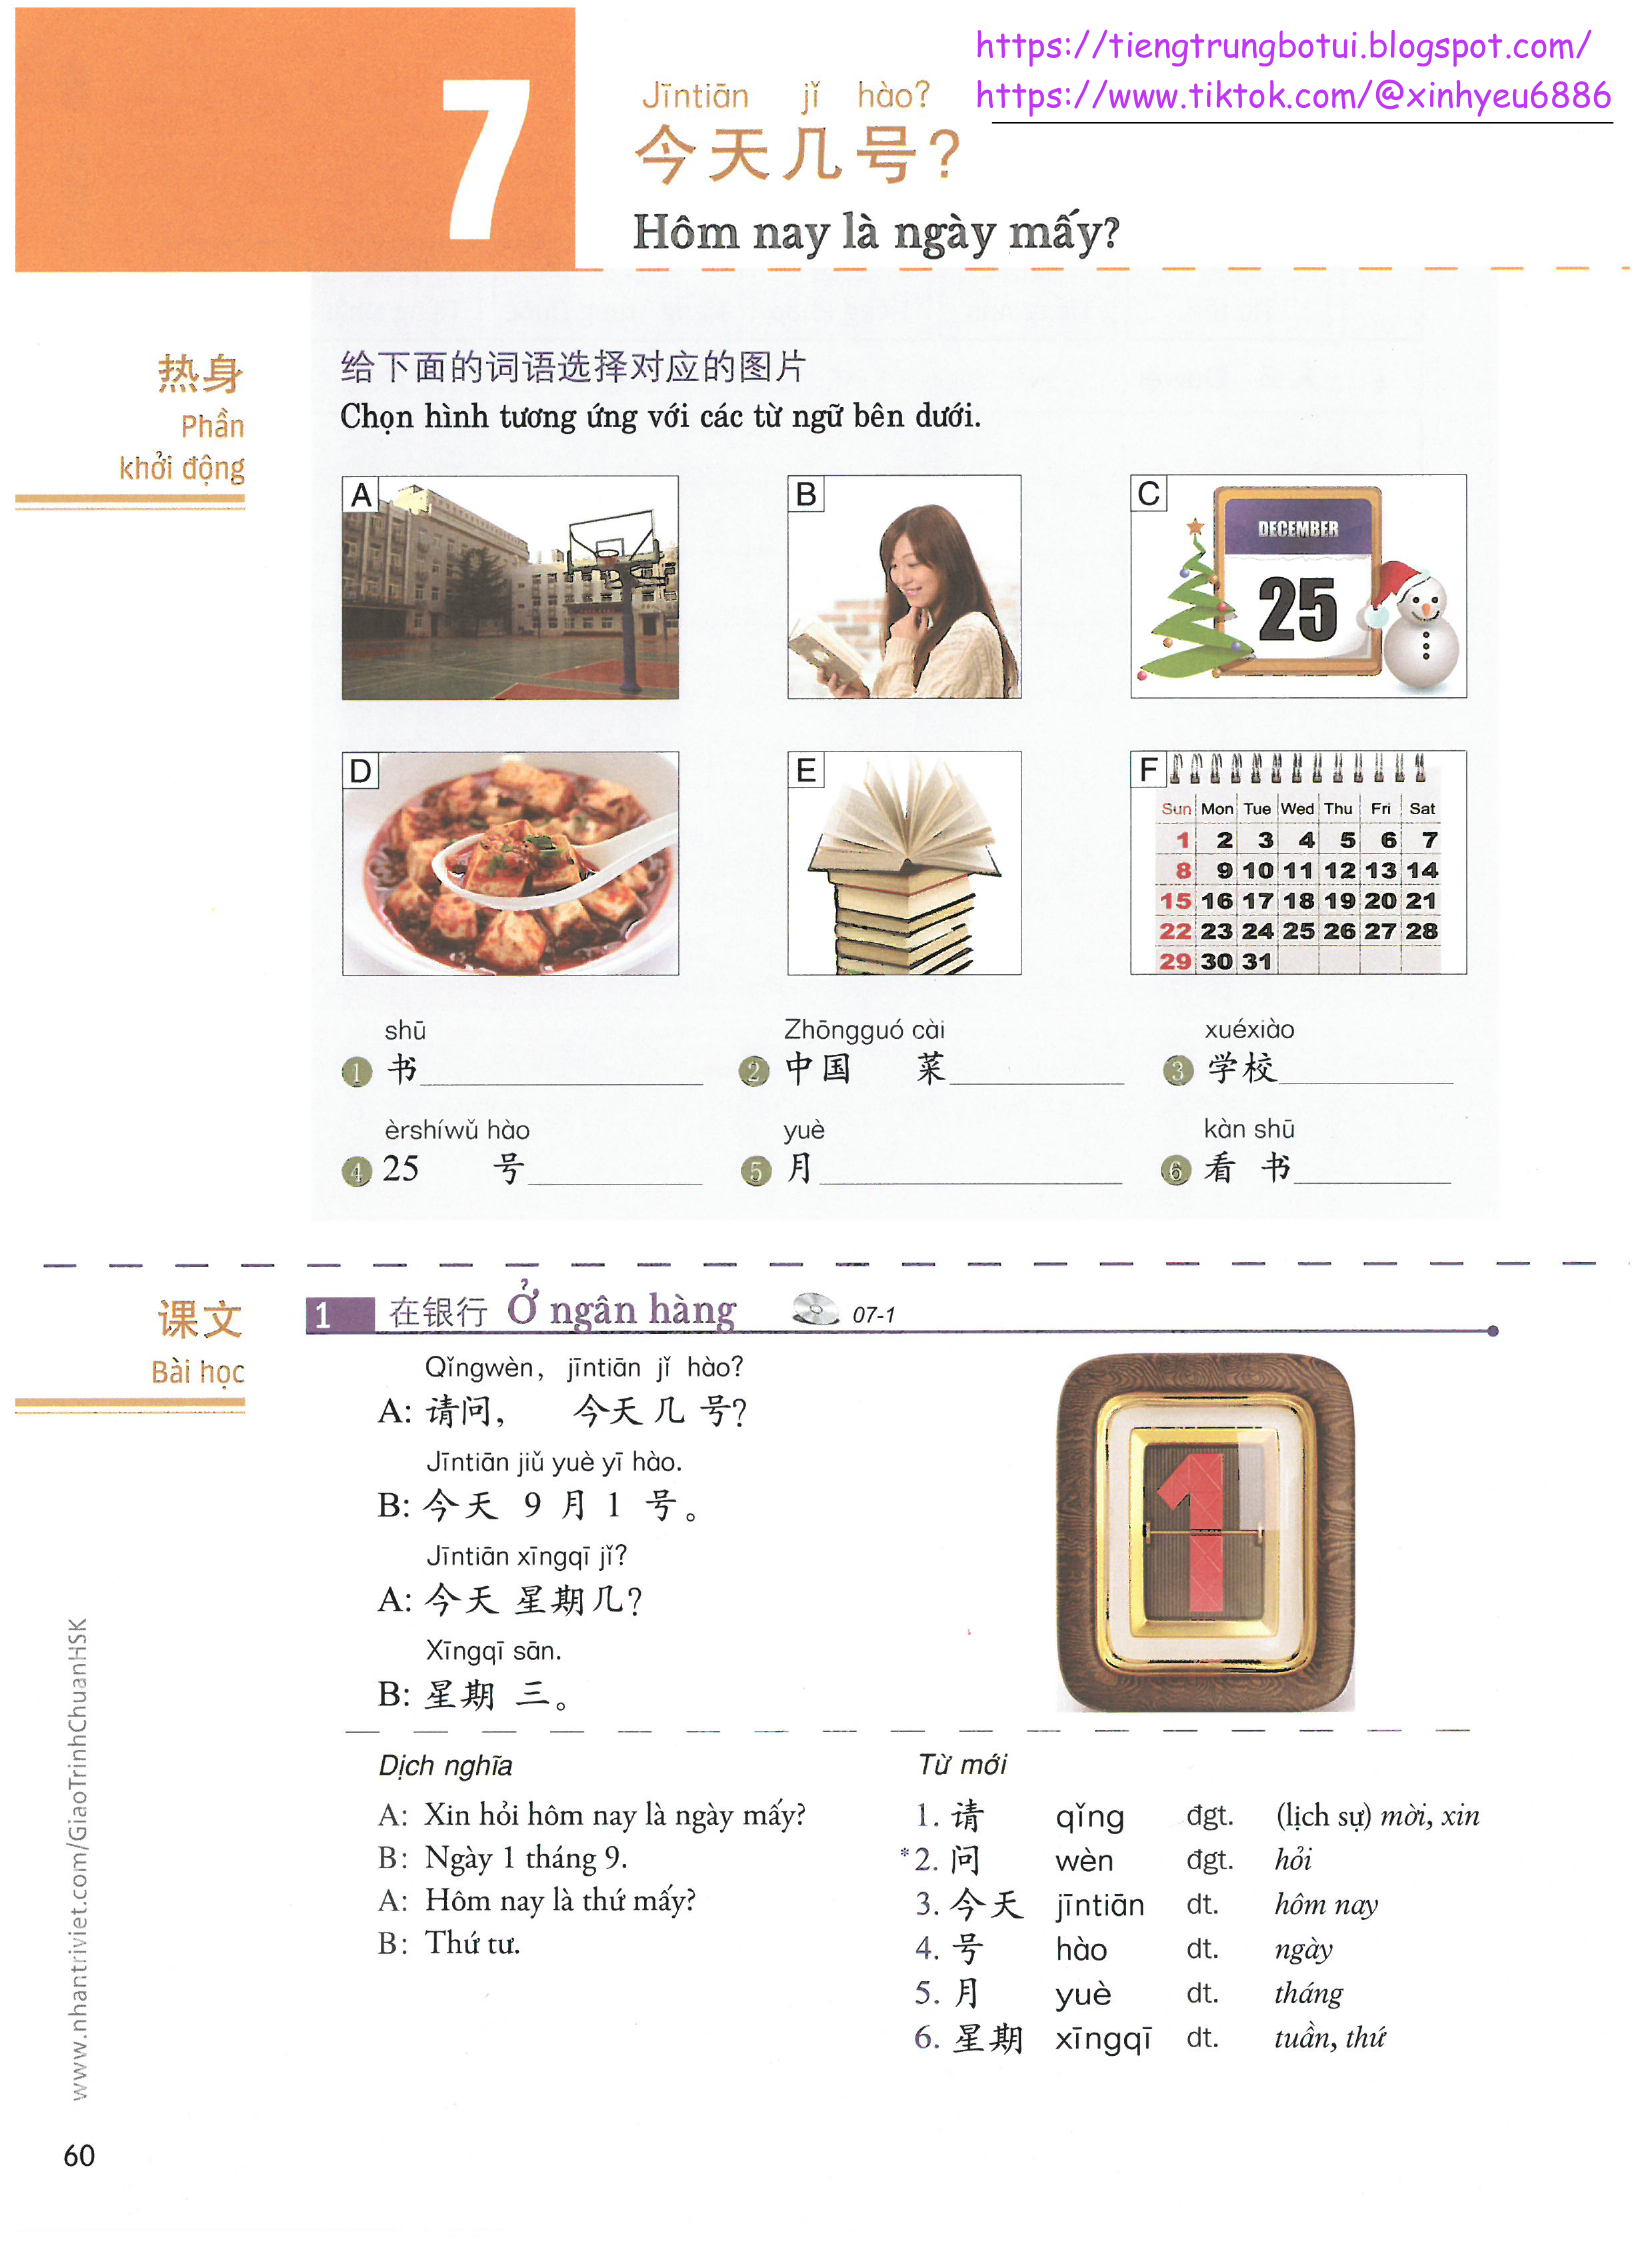 https://tiengtrungbotui.blogspot.com/
https://www.tiktok.com/@xinhyeu6886
7
Jīntiān jǐ hào?
今天几号?
Hôm nay là ngày mấy?
热身
Phần
khởi động
给下面的词语选择对应的图片
Chọn hình tương ứng với các từ ngữ bên dưới.
A
B
C
DECEMBER
25
D
E
F
Sun Mon Tue Wed Thu Fri Sat
1 2 3 4 5 6 7
8 9 10 11 12 13 14
15 16 17 18 19 20 21
22 23 24 25 26 27 28
29 30 31
shū Zhōngguó cài xuéxiào
1 书 2 中国 菜 3 学校
èrshíwǔ hào yuè kàn shū
4 25 号 5 月 6 看 书
课文
Bài học
1 在银行 Ở ngân hàng 07-1
Qǐngwèn, jīntiān jǐ hào?
A: 请问, 今天 几 号?
Jīntiān jiǔ yuè yī hào.
B: 今天 9 月 1 号。
Jīntiān xīngqī jǐ?
A: 今天 星期几?
Xīngqī sān.
B: 星期 三。
1
Dịch nghĩa
A: Xin hỏi hôm nay là ngày mấy?
B: Ngày 1 tháng 9.
A: Hôm nay là thứ mấy?
B: Thứ tư.
Từ mới
1. 请 qǐng đgt. (lịch sự) mời, xin
*2. 问 wèn đgt. hỏi
3. 今天 jīntiān dt. hôm nay
4. 号 hào dt. ngày
5. 月 yuè dt. tháng
6. 星期 xīngqī dt. tuần, thứ
www.nhantriviet.com/GiaoTrinhChuanHSK
60